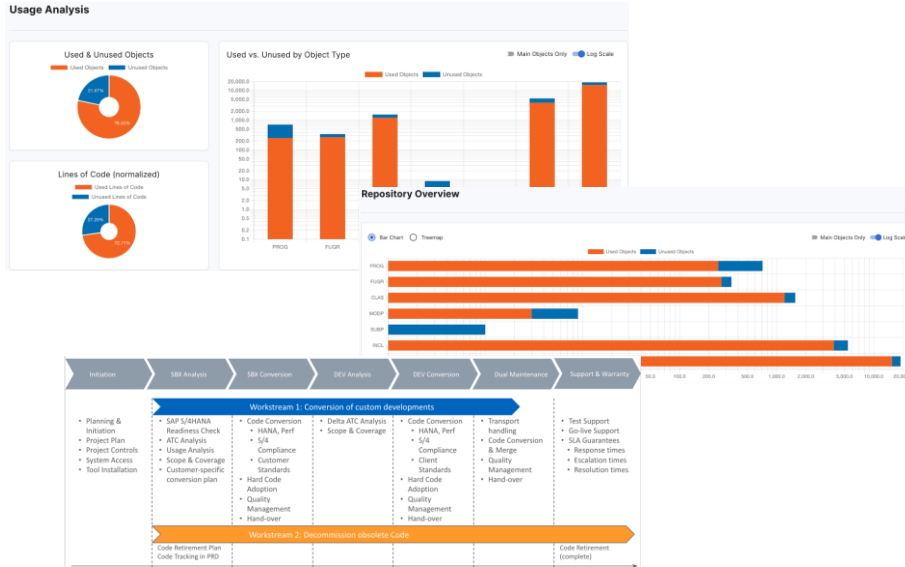 Usage Analysis
Used & Unused Objects
Used Objects
Unused Objects
Lines of Code (normalized)
Used Lines of Code
Unused Lines of Code
Used vs. Unused by Object Type
Main Objects Only
Log Scale
Used Objects
Unused Objects
20,000.0
10,000.0
5,000.0
2,000.0
1,000.0
500.0
200.0
100.0
50.0
20.0
10.0
5.0
2.0
1.0
0.5
0.2
0.1
PROG
FUGR
Repository Overview
Bar Chart
Treemap
Main Objects Only
Log Scale
Used Objects
Unused Objects
PROG
FUGR
CLAS
SUBP
INCL
50.0
100.0
200.0
500.0
1,000.0
2,000.0
5,000.0
10,000.0
Initiation
SBX Analysis
SBX Conversion
DEV Analysis
DEV Conversion
Dual Maintenance
Support & Warranty
Workstream 1: Conversion of custom developments
• Planning &
Initiation
• Project Plan
• Project Controls
• System Access
• Tool Installation
• SAP S/4HANA
Readiness Check
• ATC Analysis
• Usage Analysis
• Scope & Coverage
• Customer-specific
conversion plan
• Code Conversion
• HANA, Perf
• S/4
Compliance
• Customer
Standards
• Hard Code
Adoption
• Quality
Management
• Hand-over
• Delta ATC Analysis
• Scope & Coverage
• Code Conversion
• HANA, Perf
• S/4
Compliance
• Client
Standards
• Hard Code
Adoption
• Quality
Management
• Hand-over
• Transport
handling
• Code Conversion
& Merge
• Quality
Management
• Hand-over
• Test Support
• Go-live Support
• SLA Guarantees
• Response times
• Escalation times
• Resolution times
Workstream 2: Decommission obsolete Code
Code Retirement Plan
Code Tracking in PRD
Code Retirement
(complete)